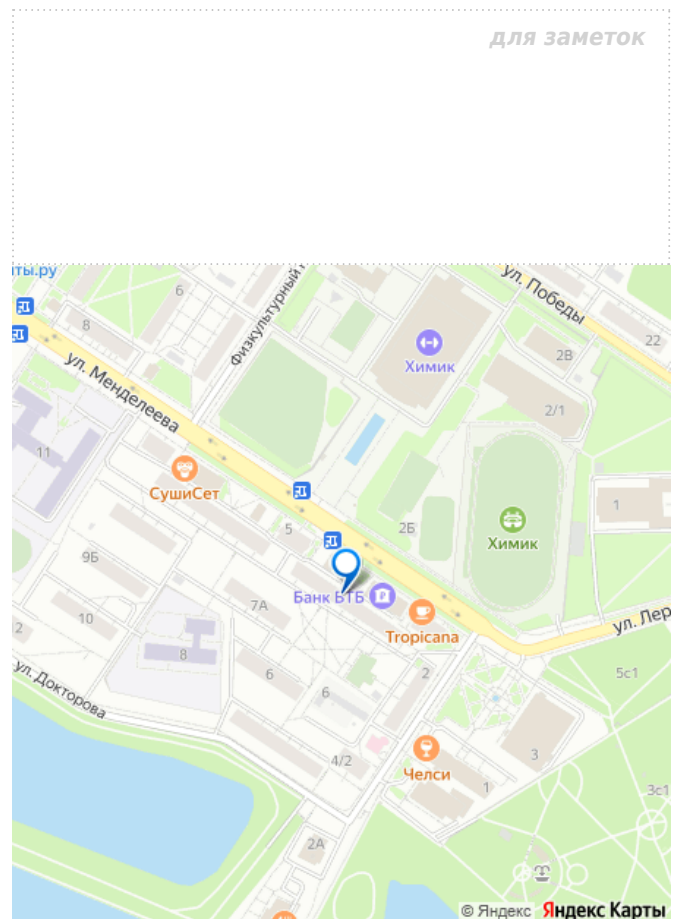 для заметок
ты.ру
ул. Победы
6
Физкультурный
8
22
2В
Химик
ул. Менделеева
2/1
11
СушиСет
1
5
2Б
Химик
9Б
Банк ВТБ
7А
10
Tropicana
ул. Лер
2
8
2
6
5с1
6
ул. Докторова
4/2
3
Челси
1
3с1
2А
© Яндекс Яндекс Карты